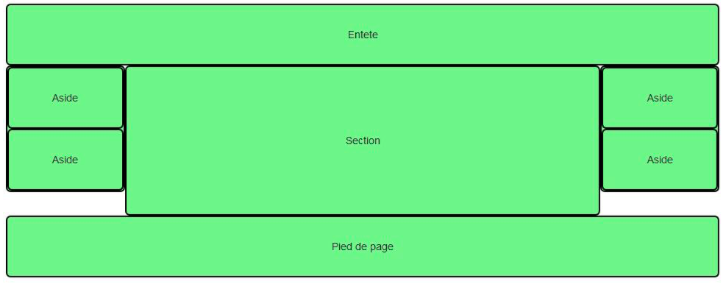 Entete
Aside
Aside
Section
Aside
Aside
Pied de page